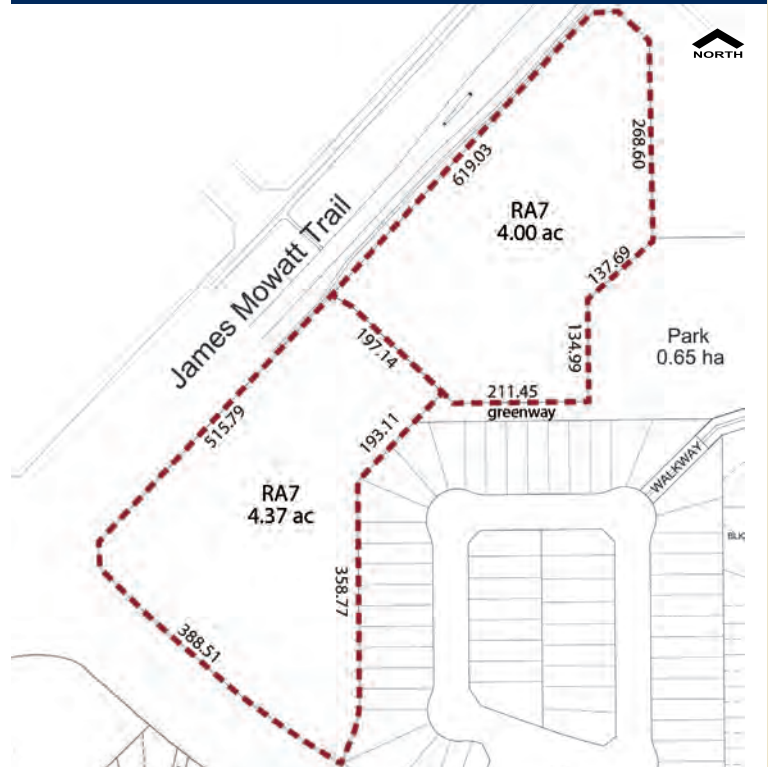 NORTH
619.03
268.60
RA7
4.00 ac
137.69
James Mowatt Trail
134.99
Park
0.65 ha
197.14
211.45
greenway
515.79
193.11
WALKWAY
RA7
4.37 ac
358.77
388.51